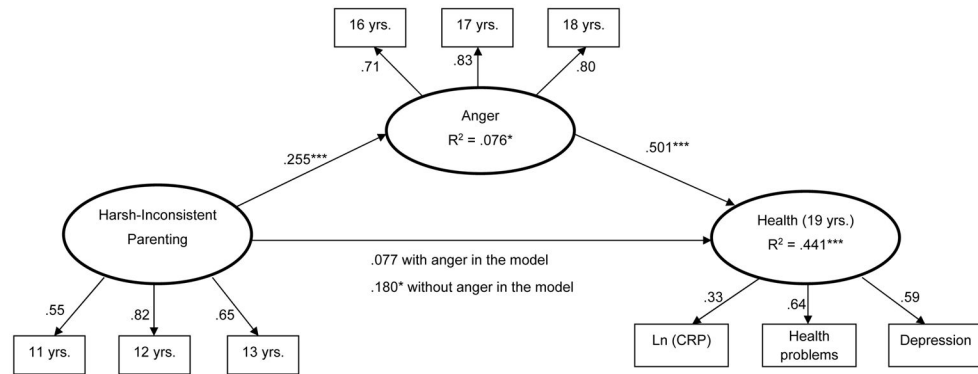 16 yrs.
17 yrs.
18 yrs.
.71
.83
.80
Anger
R² = .076*
.255***
.501***
Harsh-Inconsistent
Parenting
Health (19 yrs.)
R² = .441***
.077 with anger in the model
.180* without anger in the model
.55
.82
.65
.33
.64
.59
11 yrs.
12 yrs.
13 yrs.
Ln (CRP)
Health
problems
Depression